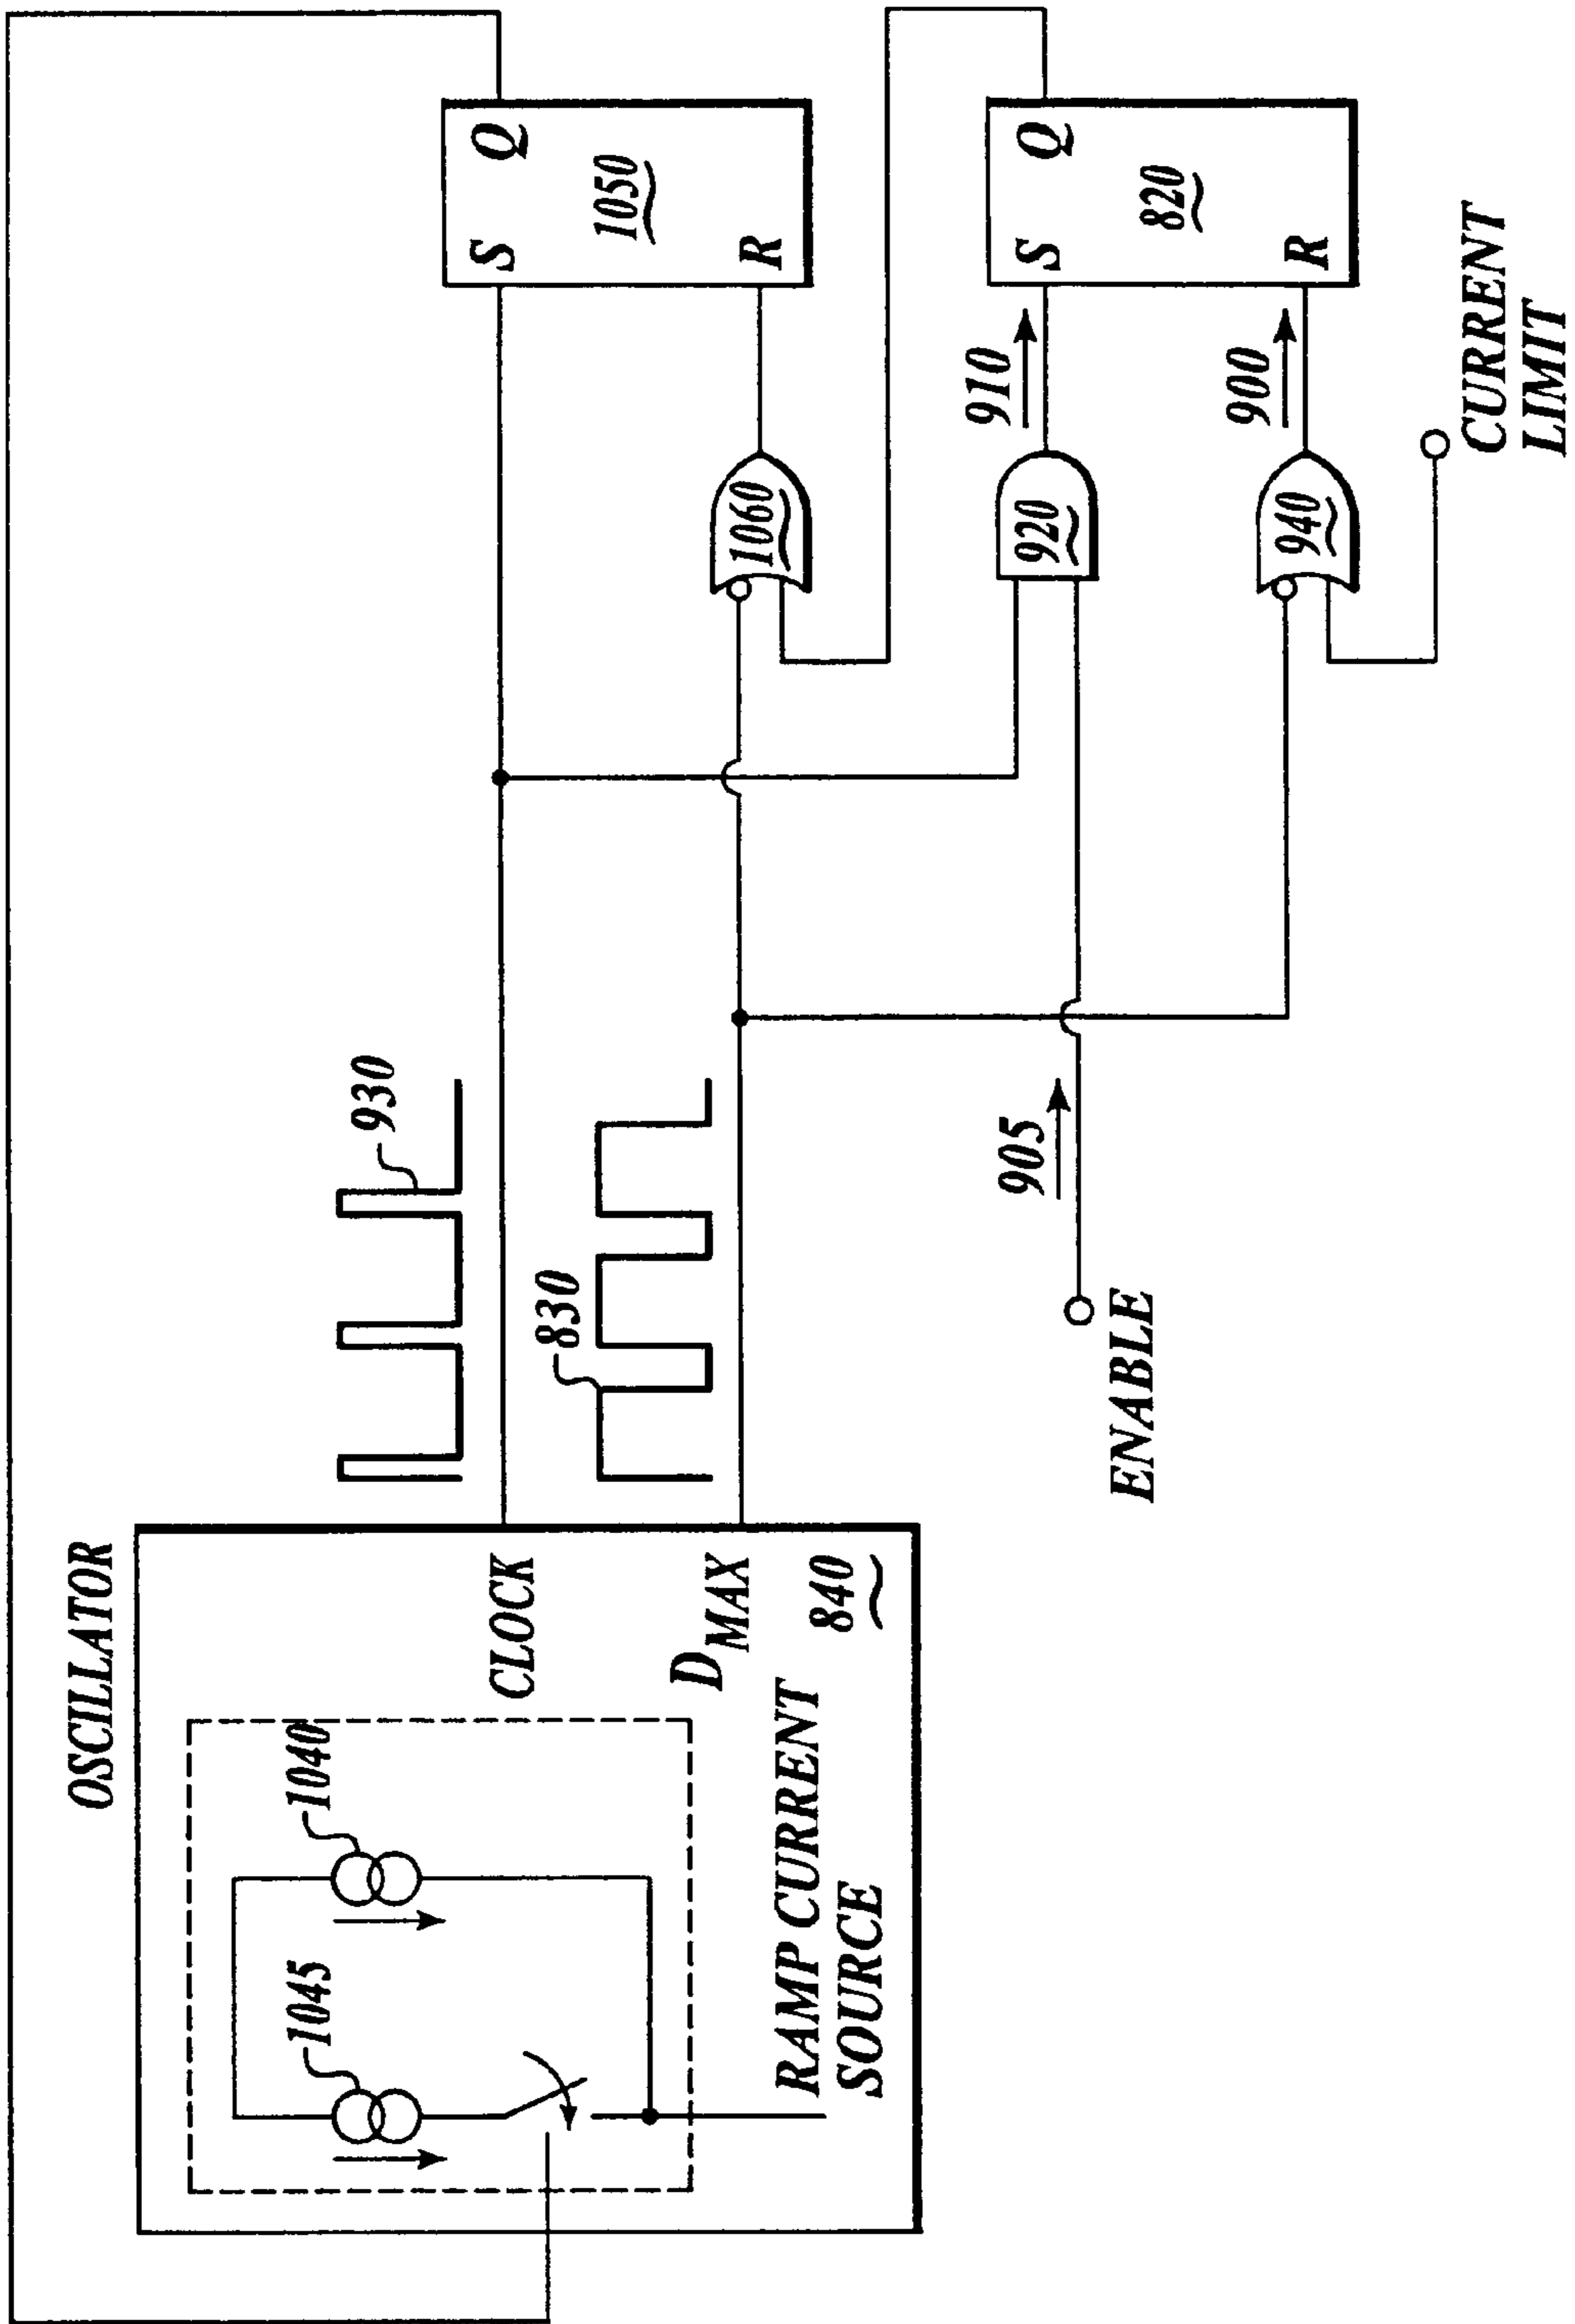 OSCILLATOR
1045
1040
RAMP CURRENT
SOURCE
CLOCK
DMAX
840
930
830
ENABLE
905
1060
920
940
910
900
CURRENT
LIMIT
S
Q
1050
R
S
Q
820
R